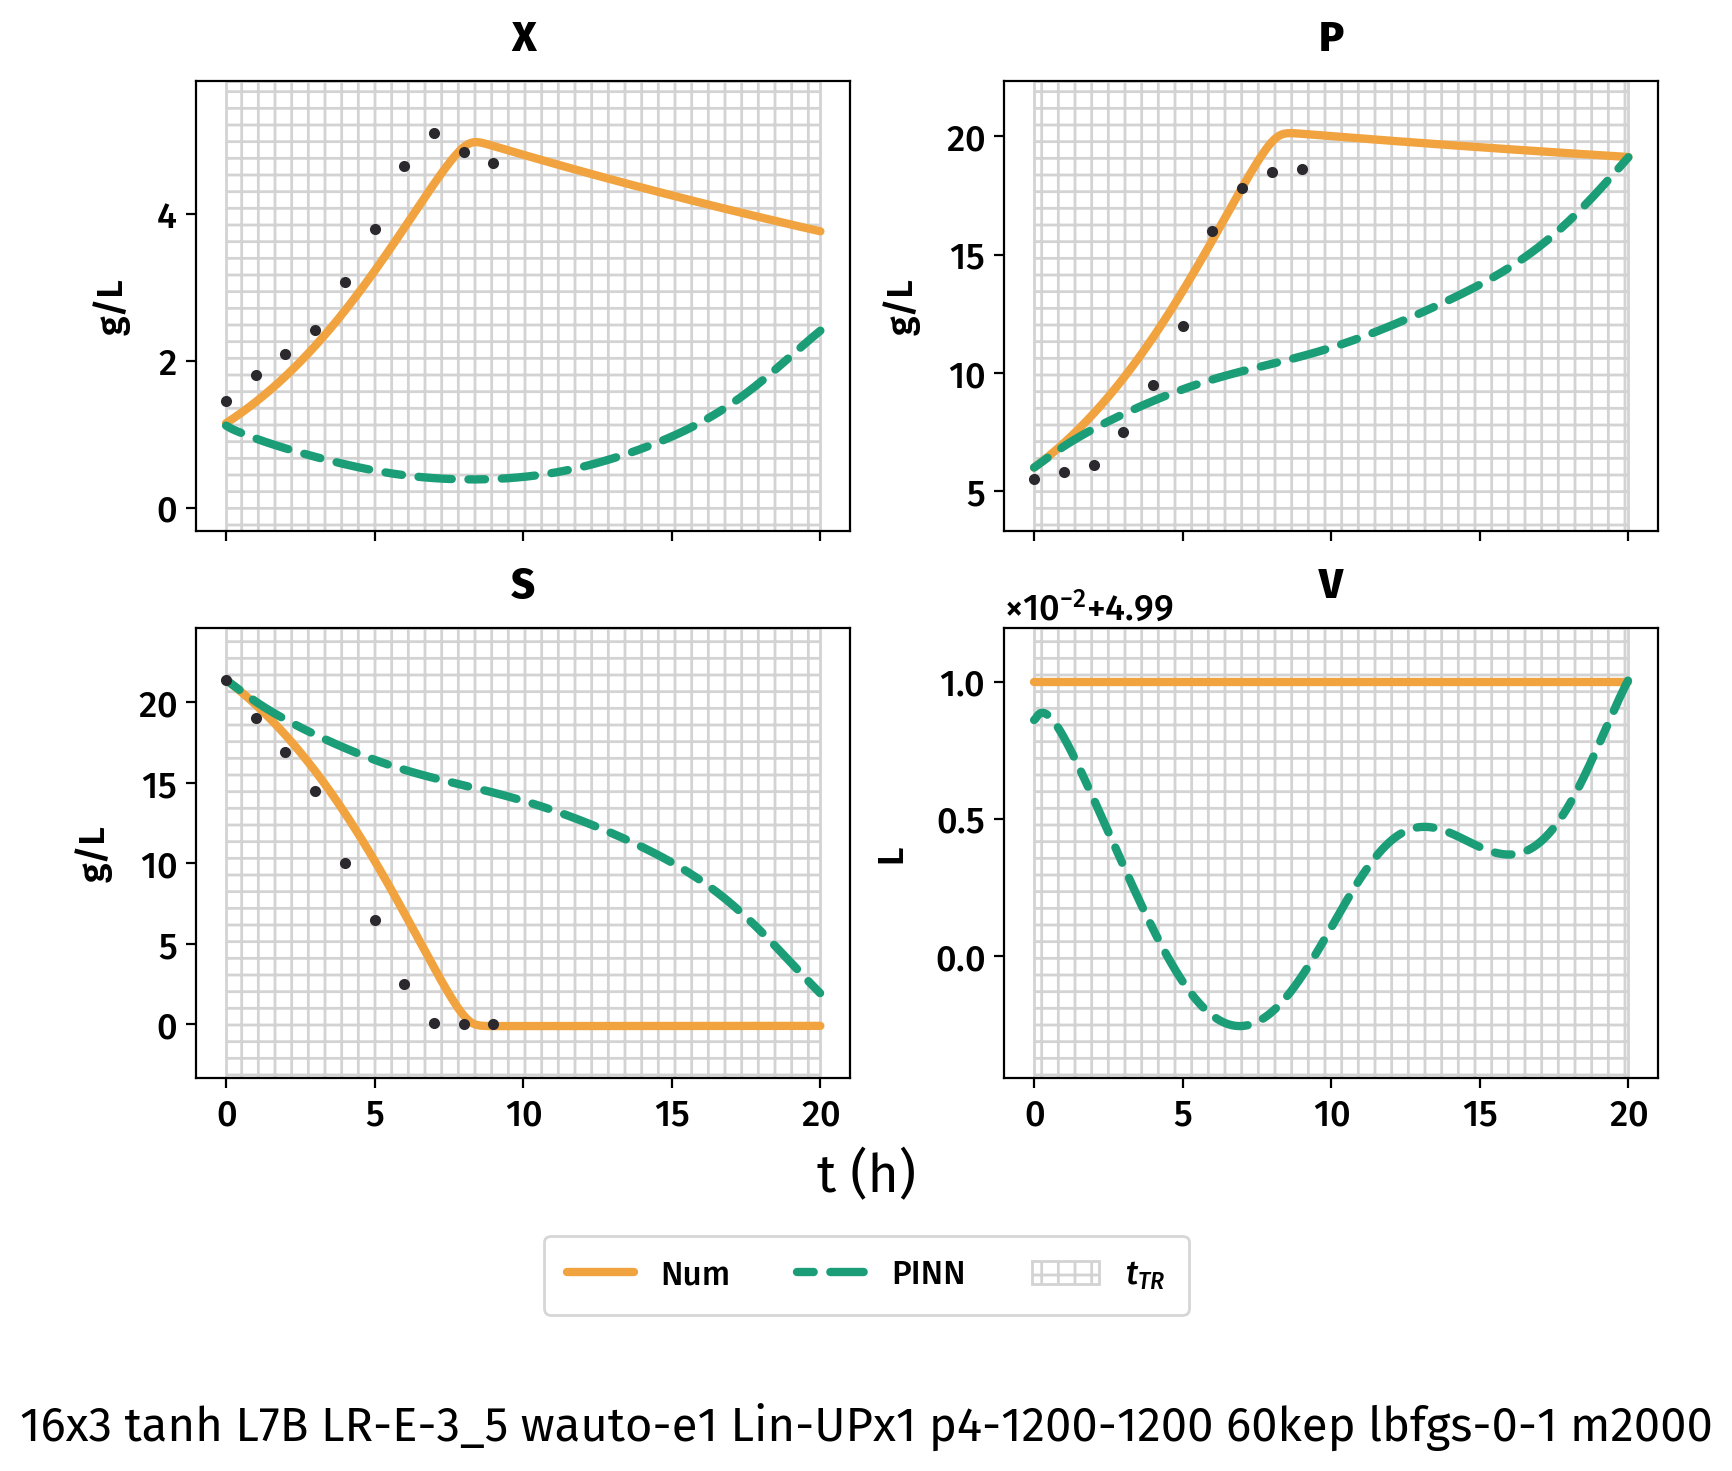 X
P
g/L
4
2
0
g/L
20
15
10
5
S
V
×10⁻²+4.99
g/L
20
15
10
5
0
L
1.0
0.5
0.0
0 5 10 15 20
0 5 10 15 20
t (h)
Num PINN t_TR
16x3 tanh L7B LR-E-3_5 wauto-e1 Lin-UPx1 p4-1200-1200 60kep lbfgs-0-1 m2000